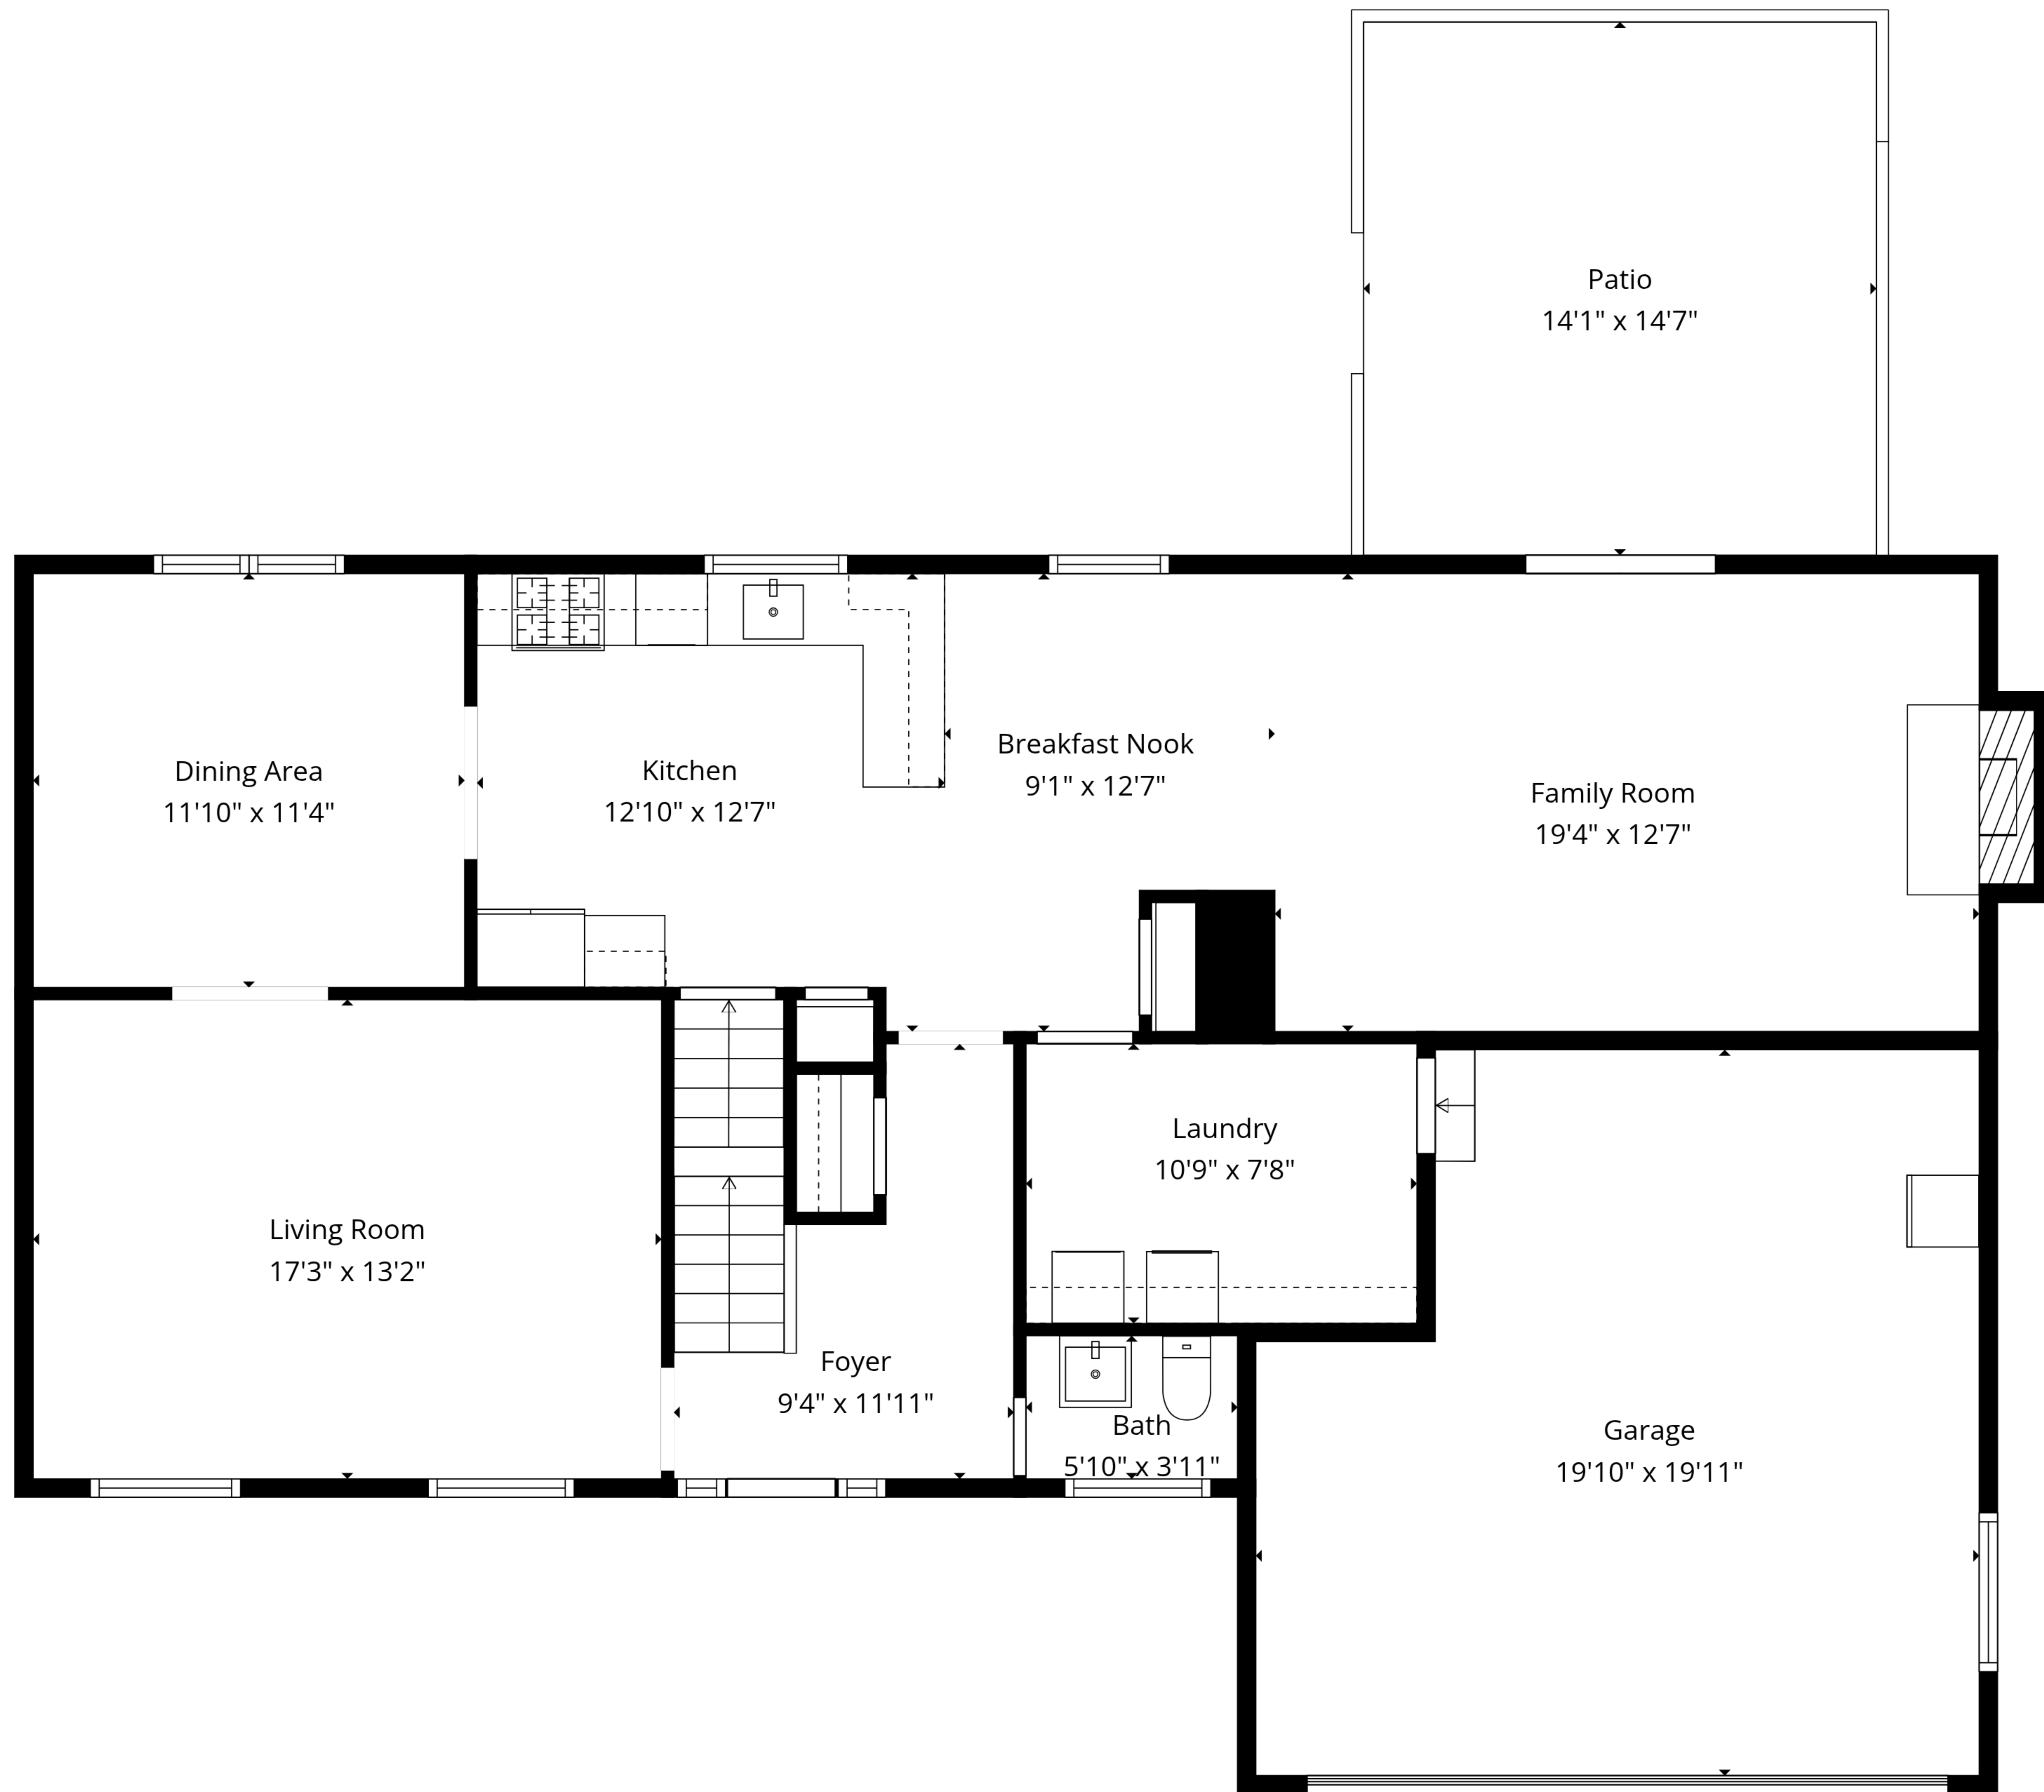 Patio
14'1" x 14'7"
Breakfast Nook
9'1" x 12'7"
Dining Area
11'10" x 11'4"
Kitchen
12'10" x 12'7"
Family Room
19'4" x 12'7"
Laundry
10'9" x 7'8"
Living Room
17'3" x 13'2"
Foyer
9'4" x 11'11"
Bath
5'10" x 3'11"
Garage
19'10" x 19'11"